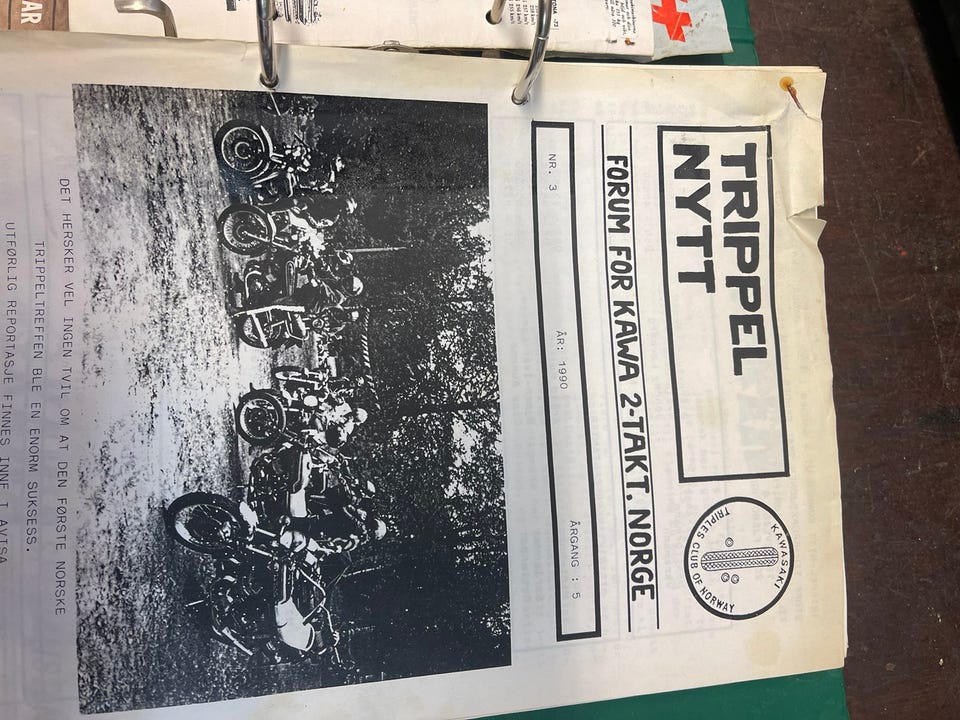 TRIPPEL
NYTT
KAWASAKI
TRIPLES CLUB OF NORWAY
FORUM FOR KAWA 2-TAKT. NORGE
NR. 3 ÅR: 1990 ÅRGANG : 5
DET HERSKER VEL INGEN TVIL OM AT DEN FØRSTE NORSKE
TRIPPELTREFFEN BLE EN ENORM SUKSESS.
UTFØRLIG REPORTASJE FINNES INNE I AVISA